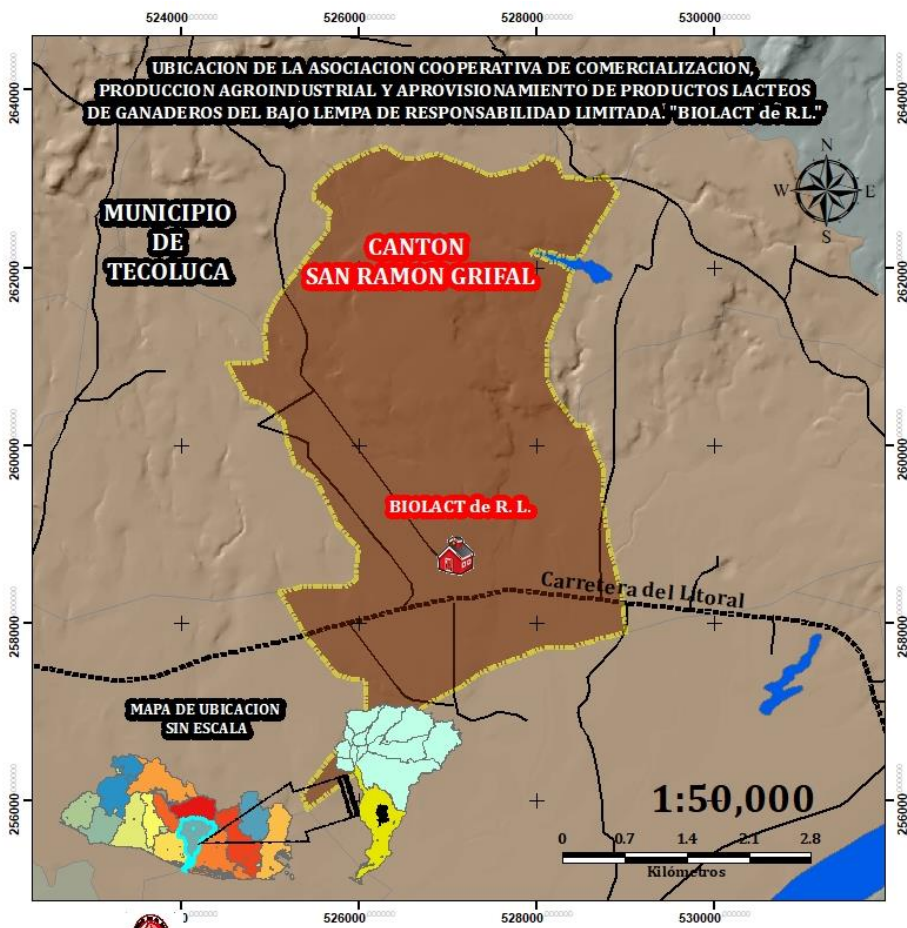 524000 526000 528000 530000
UBICACION DE LA ASOCIACION COOPERATIVA DE COMERCIALIZACION,
PRODUCCION AGROINDUSTRIAL Y APROVISIONAMIENTO DE PRODUCTOS LACTEOS
DE GANADEROS DEL BAJO LEMPA DE RESPONSABILIDAD LIMITADA. "BIOLACT de R.L."
264000 264000
N
W E
S
MUNICIPIO
DE
TECOLUCA
CANTON
SAN RAMON GRIFAL
262000 262000
260000 260000
BIOLACT de R. L.
Carretera del Litoral
258000 258000
MAPA DE UBICACION
SIN ESCALA
256000 256000
1:50,000
0 0.7 1.4 2.1 2.8
Kilómetros
526000 528000 530000